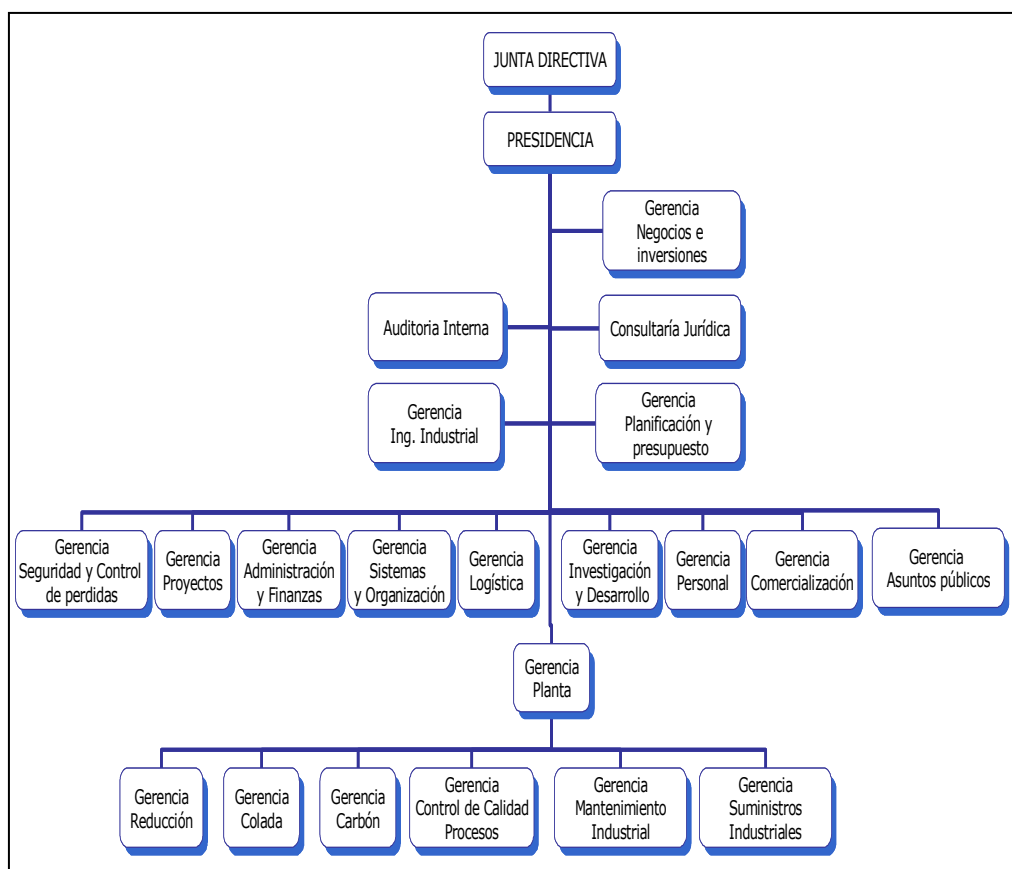 JUNTA DIRECTIVA
PRESIDENCIA
Gerencia
Negocios e
inversiones
Auditoria Interna
Consultaría Jurídica
Gerencia
Ing. Industrial
Gerencia
Planificación y
presupuesto
Gerencia
Seguridad y Control
de perdidas
Gerencia
Proyectos
Gerencia
Administración
y Finanzas
Gerencia
Sistemas
y Organización
Gerencia
Logística
Gerencia
Investigación
y Desarrollo
Gerencia
Personal
Gerencia
Comercialización
Gerencia
Asuntos públicos
Gerencia
Planta
Gerencia
Reducción
Gerencia
Colada
Gerencia
Carbón
Gerencia
Control de Calidad
Procesos
Gerencia
Mantenimiento
Industrial
Gerencia
Suministros
Industriales